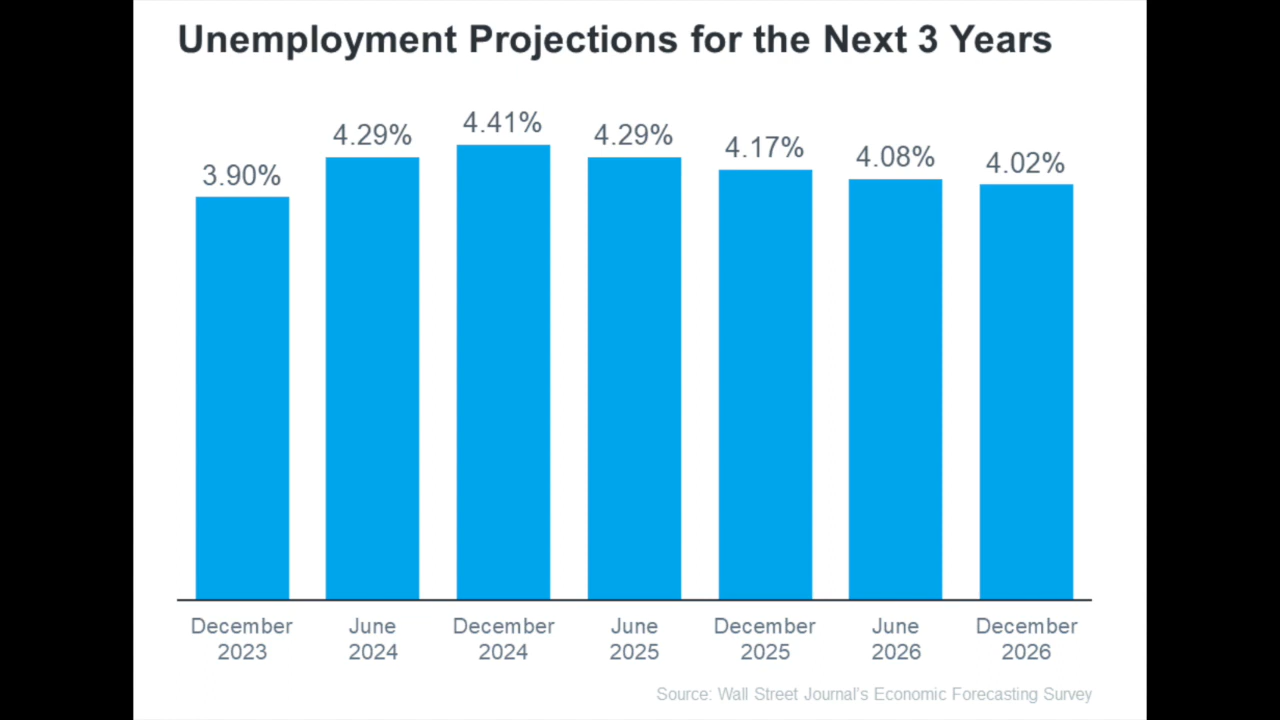 Unemployment Projections for the Next 3 Years
3.90%
4.29%
4.41%
4.29%
4.17%
4.08%
4.02%
December
2023
June
2024
December
2024
June
2025
December
2025
June
2026
December
2026
Source: Wall Street Journal's Economic Forecasting Survey